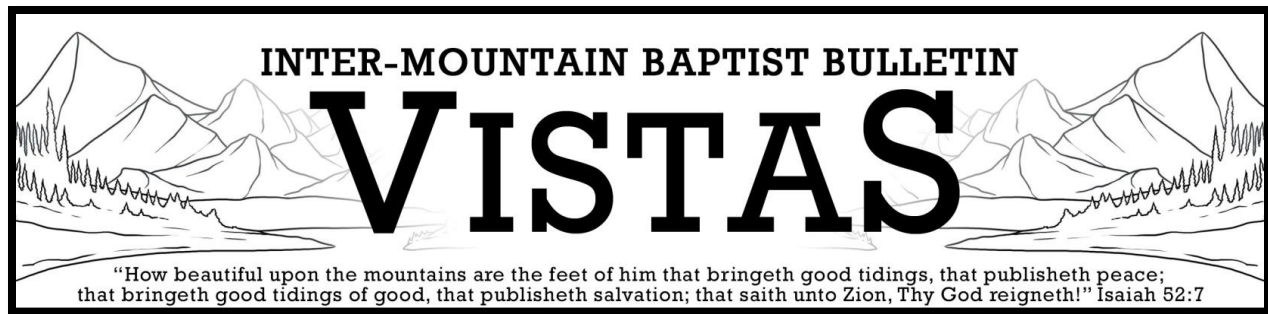 INTER-MOUNTAIN BAPTIST BULLETIN
VISTAS
“How beautiful upon the mountains are the feet of him that bringeth good tidings, that publisheth peace;
that bringeth good tidings of good, that publisheth salvation; that saith unto Zion, Thy God reigneth!” Isaiah 52:7